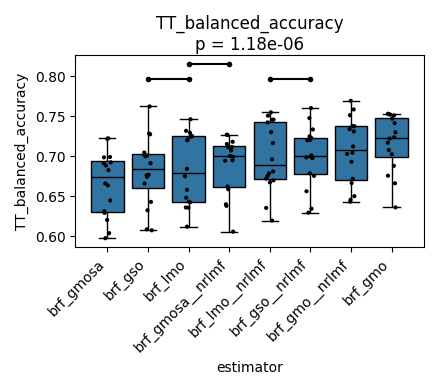 TT_balanced_accuracy
p = 1.18e-06
TT_balanced_accuracy
0.80
0.75
0.70
0.65
0.60
brf_gmosa
brf_gso
brf_lmo
brf_gmosa__nrlmf
brf_lmo__nrlmf
brf_gso__nrlmf
brf_gmo__nrlmf
brf_gmo
estimator